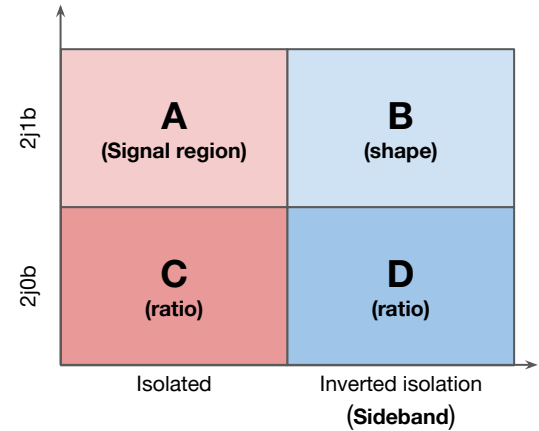 2j1b
A
(Signal region)
B
(shape)
2j0b
C
(ratio)
D
(ratio)
Isolated
Inverted isolation
(Sideband)